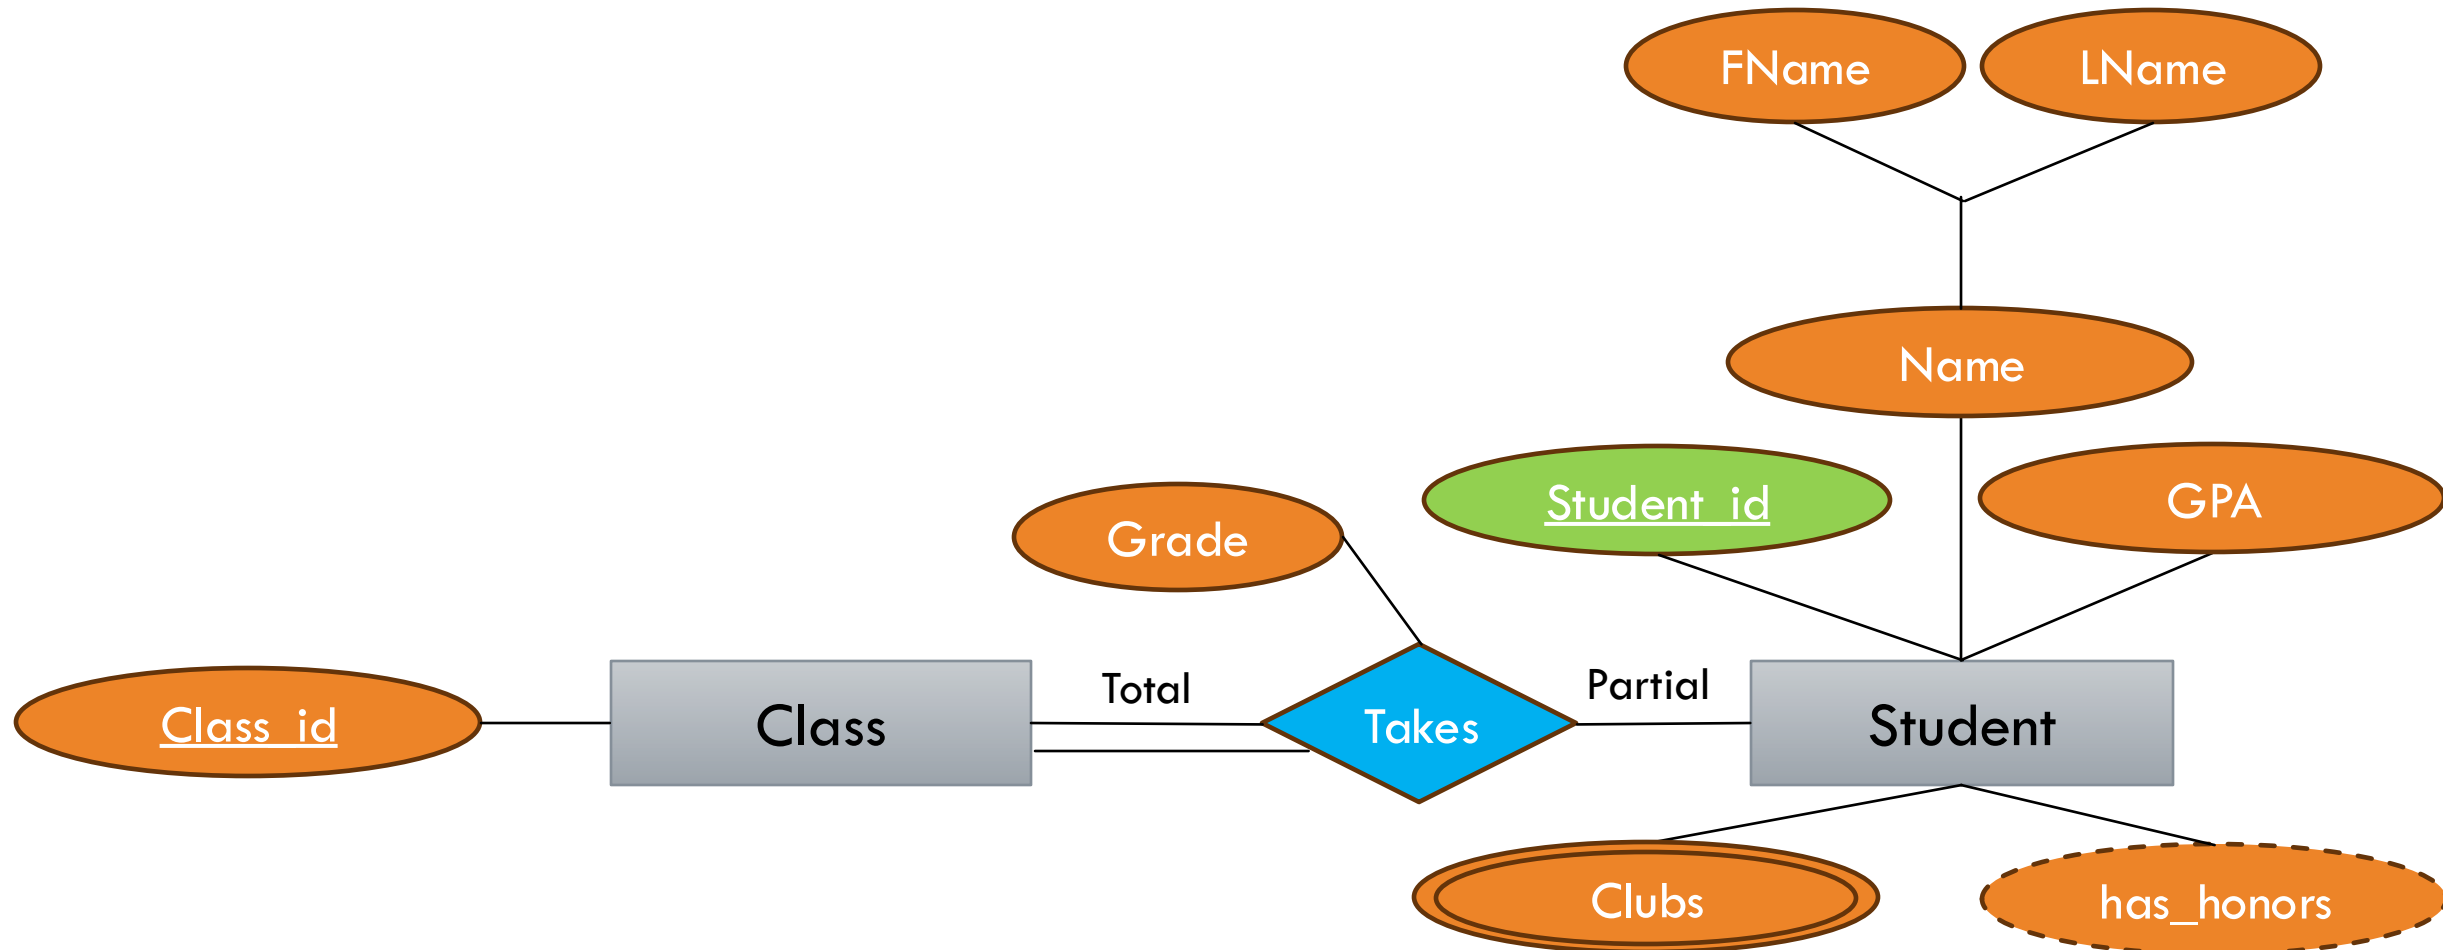 FName
LName
Name
Student_id
GPA
Grade
Total
Partial
Class_id
Class
Takes
Student
Clubs
has_honors